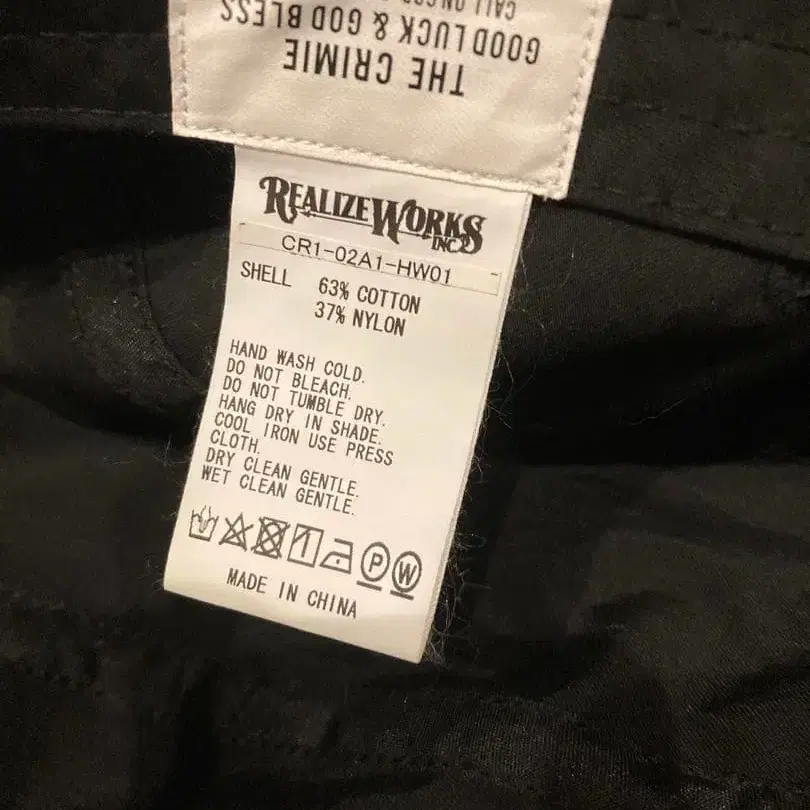 THE CRIMIE
GOOD LUCK & GOD BLESS
REALIZE WORKS
INC.
CR1-02A1-HW01
SHELL 63% COTTON
37% NYLON
HAND WASH COLD.
DO NOT BLEACH.
DO NOT TUMBLE DRY.
HANG DRY IN SHADE.
COOL IRON USE PRESS
CLOTH.
DRY CLEAN GENTLE.
WET CLEAN GENTLE.
P W
MADE IN CHINA